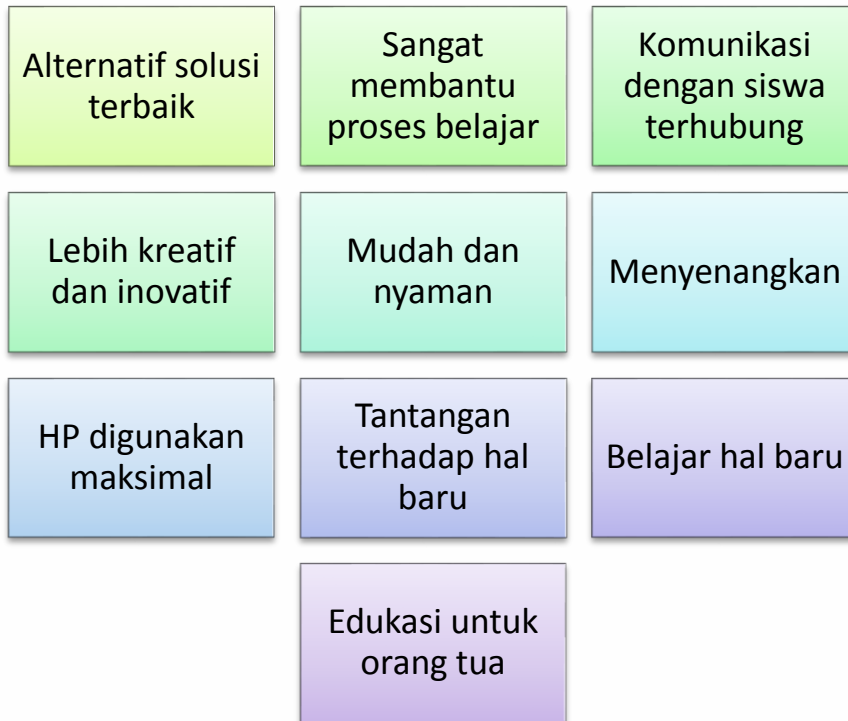 Alternatif solusi
terbaik
Sangat
membantu
proses belajar
Komunikasi
dengan siswa
terhubung
Lebih kreatif
dan inovatif
Mudah dan
nyaman
Menyenangkan
HP digunakan
maksimal
Tantangan
terhadap hal
baru
Belajar hal baru
Edukasi untuk
orang tua